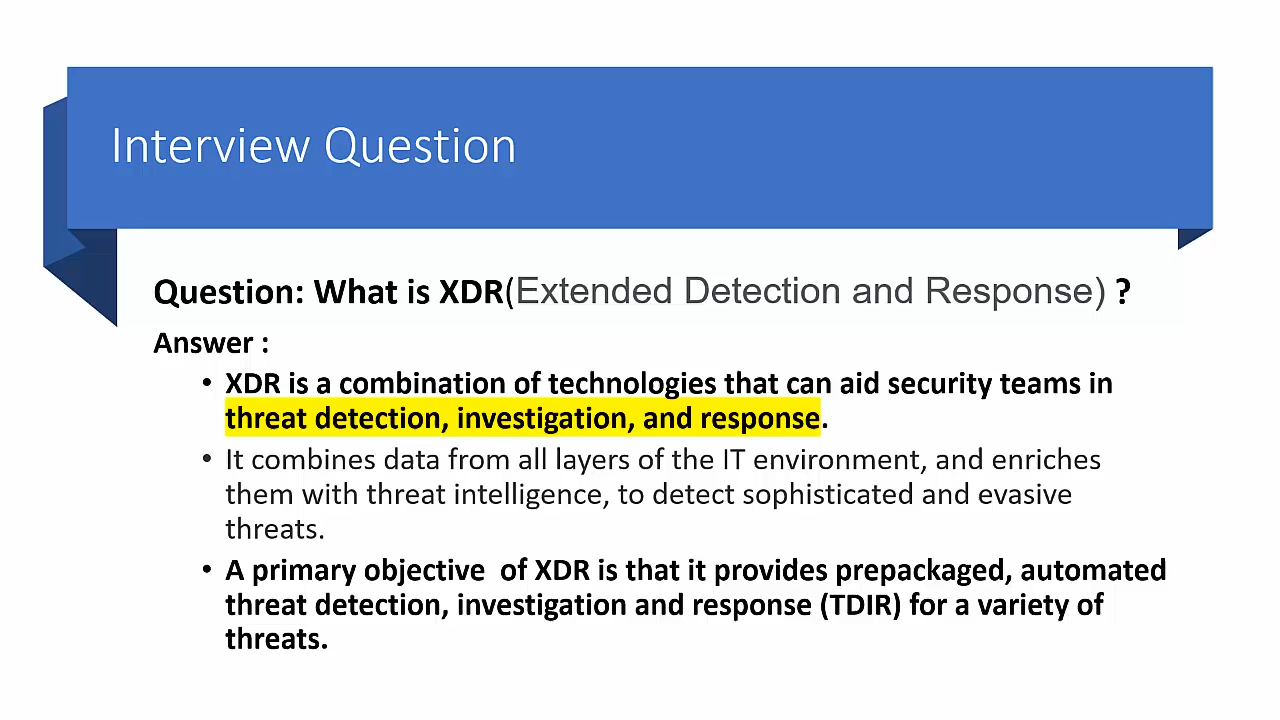 Interview Question
Question: What is XDR(Extended Detection and Response) ?
Answer :
• XDR is a combination of technologies that can aid security teams in
threat detection, investigation, and response.
• It combines data from all layers of the IT environment, and enriches
them with threat intelligence, to detect sophisticated and evasive
threats.
• A primary objective  of XDR is that it provides prepackaged, automated
threat detection, investigation and response (TDIR) for a variety of
threats.